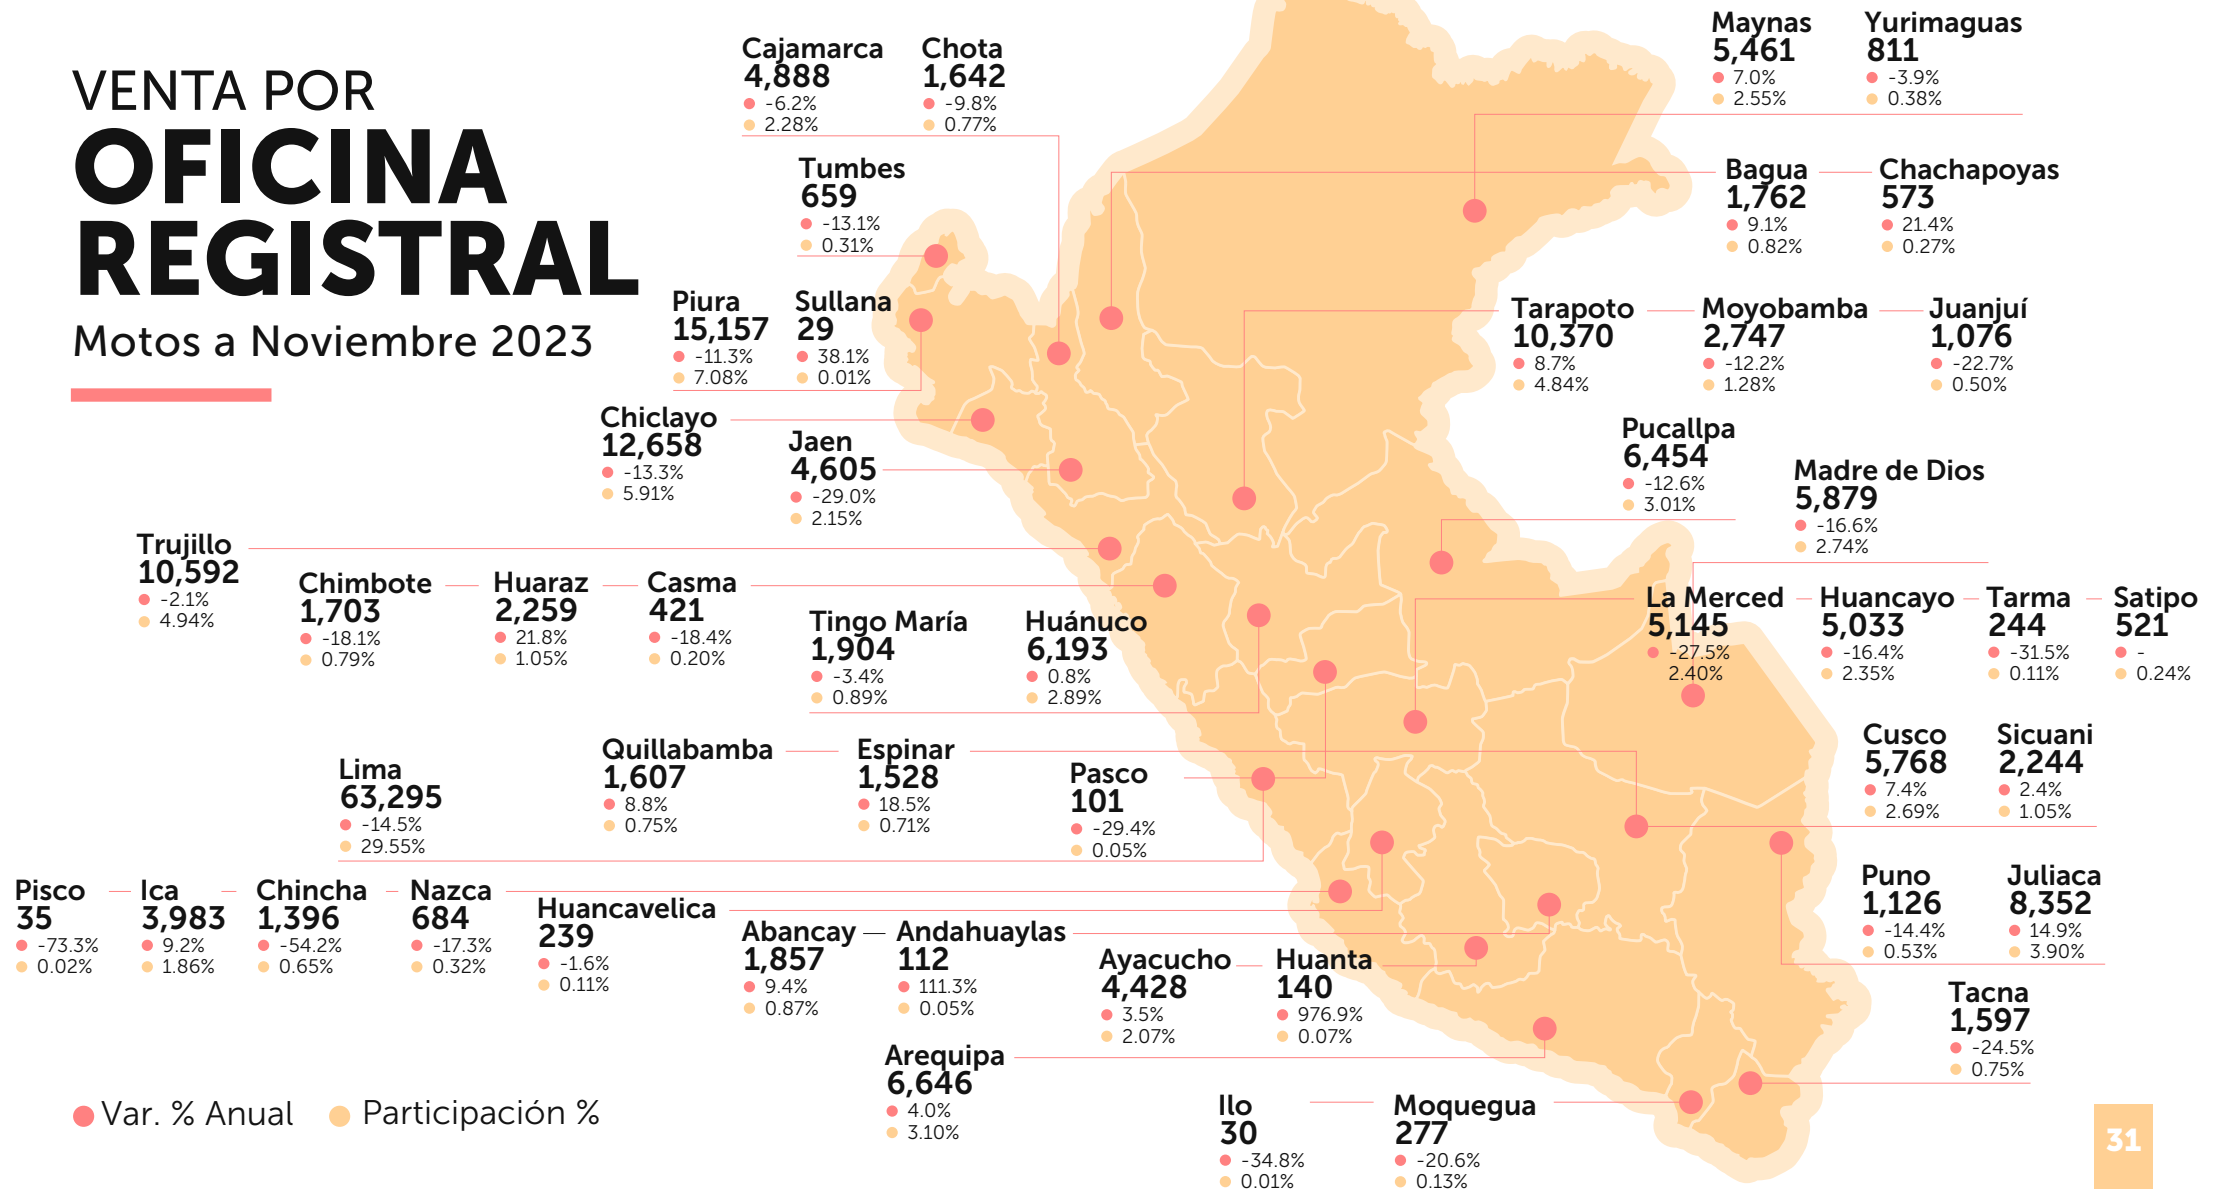 VENTA POR
OFICINA
REGISTRAL
Motos a Noviembre 2023
Cajamarca
4,888
-6.2%
2.28%
Chota
1,642
-9.8%
0.77%
Maynas
5,461
7.0%
2.55%
Yurimaguas
811
-3.9%
0.38%
Tumbes
659
-13.1%
0.31%
Bagua
1,762
9.1%
0.82%
Chachapoyas
573
21.4%
0.27%
Piura
15,157
-11.3%
7.08%
Sullana
29
38.1%
0.01%
Tarapoto
10,370
8.7%
4.84%
Moyobamba
2,747
-12.2%
1.28%
Juanjuí
1,076
-22.7%
0.50%
Chiclayo
12,658
-13.3%
5.91%
Jaen
4,605
-29.0%
2.15%
Pucallpa
6,454
-12.6%
3.01%
Madre de Dios
5,879
-16.6%
2.74%
Trujillo
10,592
-2.1%
4.94%
Chimbote
1,703
-18.1%
0.79%
Huaraz
2,259
21.8%
1.05%
Casma
421
-18.4%
0.20%
Tingo María
1,904
-3.4%
0.89%
Huánuco
6,193
0.8%
2.89%
La Merced
5,145
-27.5%
2.40%
Huancayo
5,033
-16.4%
2.35%
Tarma
244
-31.5%
0.11%
Satipo
521
-
0.24%
Lima
63,295
-14.5%
29.55%
Quillabamba
1,607
8.8%
0.75%
Espinar
1,528
18.5%
0.71%
Pasco
101
-29.4%
0.05%
Cusco
5,768
7.4%
2.69%
Sicuani
2,244
2.4%
1.05%
Pisco
35
-73.3%
0.02%
Ica
3,983
9.2%
1.86%
Chincha
1,396
-54.2%
0.65%
Nazca
684
-17.3%
0.32%
Huancavelica
239
-1.6%
0.11%
Abancay
1,857
9.4%
0.87%
Andahuaylas
112
111.3%
0.05%
Ayacucho
4,428
3.5%
2.07%
Huanta
140
976.9%
0.07%
Puno
1,126
-14.4%
0.53%
Juliaca
8,352
14.9%
3.90%
Tacna
1,597
-24.5%
0.75%
Arequipa
6,646
4.0%
3.10%
Ilo
30
-34.8%
0.01%
Moquegua
277
-20.6%
0.13%
Var. % Anual
Participación %
31